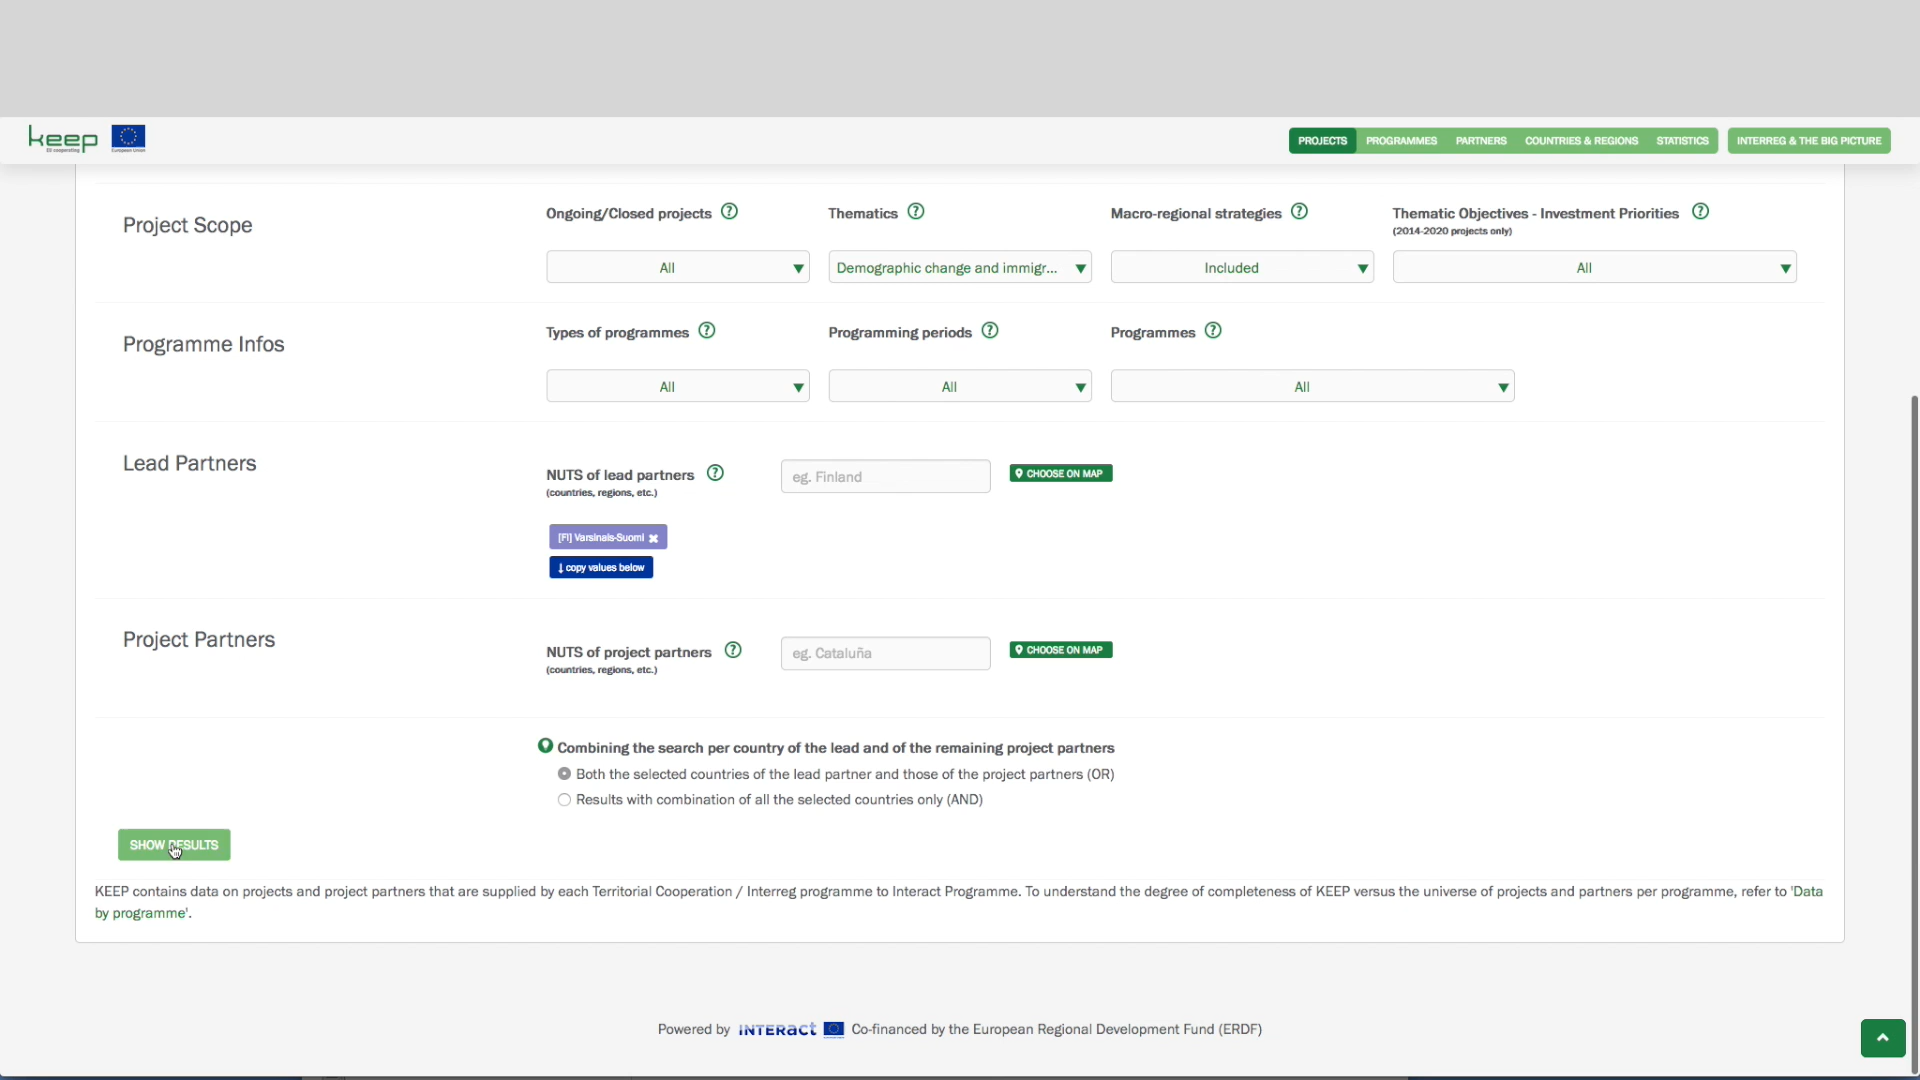 keep
EU cooperating
European Union
PROJECTS PROGRAMMES PARTNERS COUNTRIES & REGIONS STATISTICS INTERREG & THE BIG PICTURE
Project Scope
Ongoing/Closed projects ?
All
Thematics ?
Demographic change and immigr...
Macro-regional strategies ?
Included
Thematic Objectives - Investment Priorities ?
(2014-2020 projects only)
All
Programme Infos
Types of programmes ?
All
Programming periods ?
All
Programmes ?
All
Lead Partners
NUTS of lead partners ?
(countries, regions, etc.)
eg. Finland
CHOOSE ON MAP
[FI] Varsinais-Suomi ✖
↓ copy values below
Project Partners
NUTS of project partners ?
(countries, regions, etc.)
eg. Cataluña
CHOOSE ON MAP
Combining the search per country of the lead and of the remaining project partners
Both the selected countries of the lead partner and those of the project partners (OR)
Results with combination of all the selected countries only (AND)
SHOW RESULTS
KEEP contains data on projects and project partners that are supplied by each Territorial Cooperation / Interreg programme to Interact Programme. To understand the degree of completeness of KEEP versus the universe of projects and partners per programme, refer to 'Data
by programme'.
Powered by Interact Co-financed by the European Regional Development Fund (ERDF)